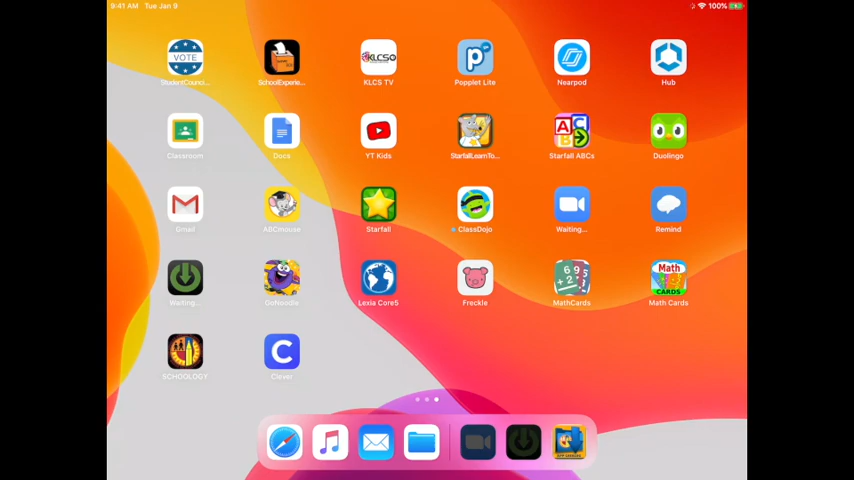 9:41 AM Tue Jan 9
100%
VOTE
StudentCounci...
SchoolExperie...
KLCS
KLCS TV
p
Popplet Lite
Nearpod
Hub
Classroom
Docs
YT Kids
StarfallLearnTo...
A C B
Starfall ABCs
Duolingo
Gmail
ABCmouse
Starfall
ClassDojo
Waiting...
Remind
Waiting...
GoNoodle
Lexia Core5
Freckle
MathCards
Math
CARDS
Math Cards
SCHOOLOGY
C
Clever